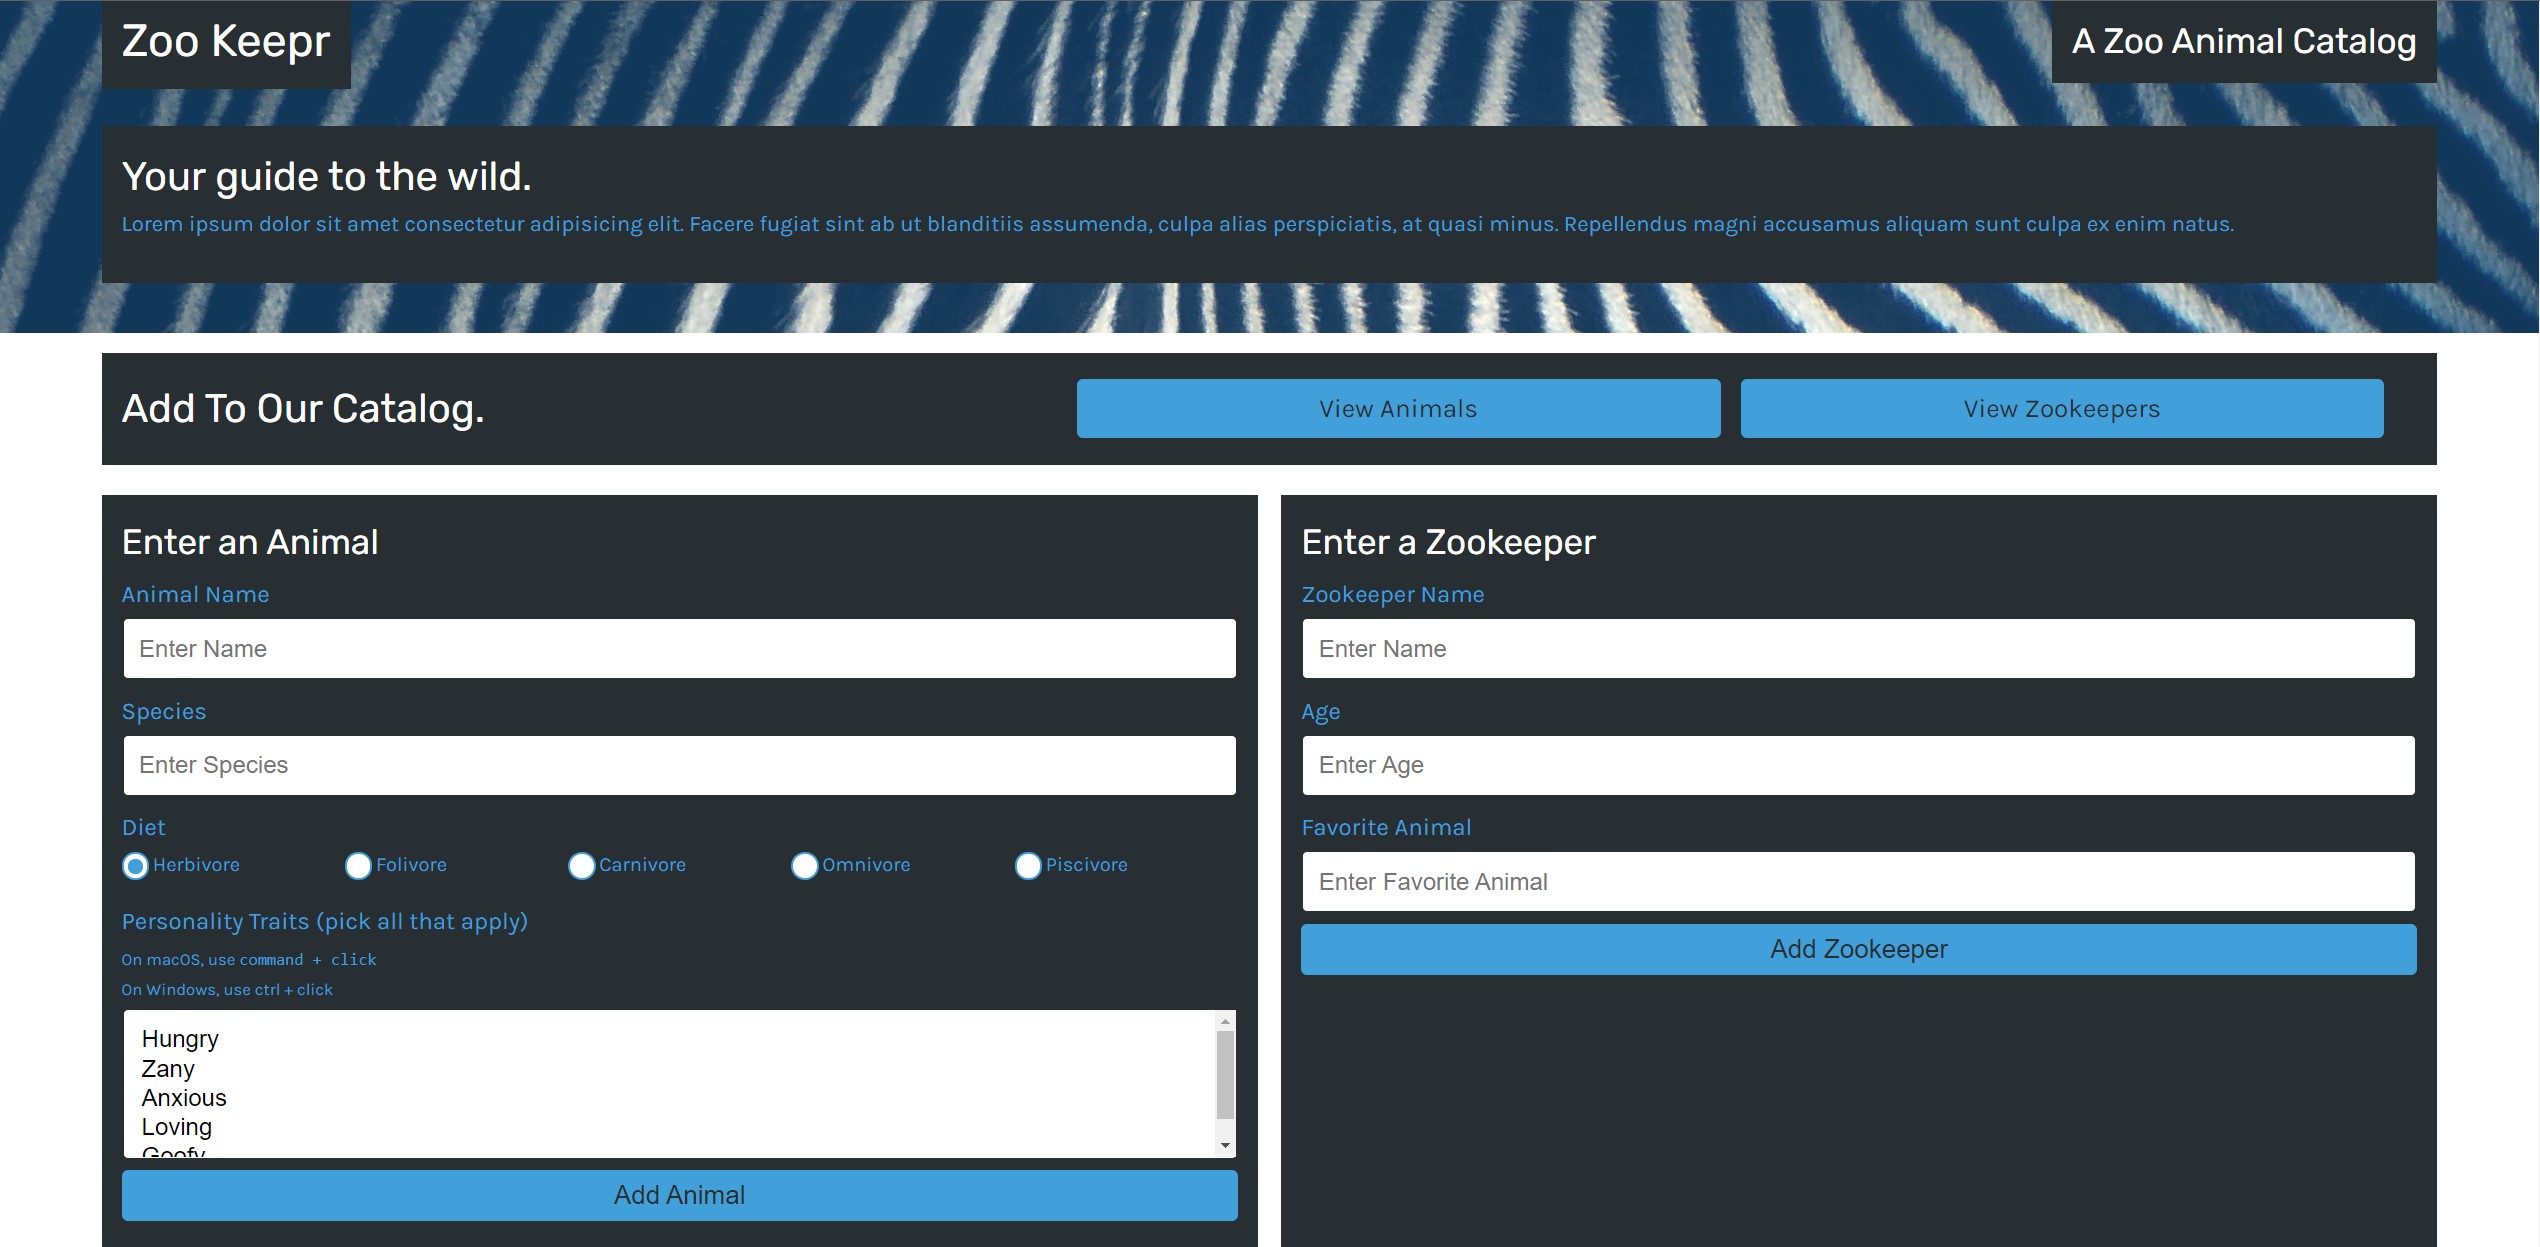 Zoo Keepr
A Zoo Animal Catalog
Your guide to the wild.
Lorem ipsum dolor sit amet consectetur adipisicing elit. Facere fugiat sint ab ut blanditiis assumenda, culpa alias perspiciatis, at quasi minus. Repellendus magni accusamus aliquam sunt culpa ex enim natus.
Add To Our Catalog.
View Animals
View Zookeepers
Enter an Animal
Animal Name
Enter Name
Species
Enter Species
Diet
Herbivore
Folivore
Carnivore
Omnivore
Piscivore
Personality Traits (pick all that apply)
On macOS, use command + click
On Windows, use ctrl + click
Hungry
Zany
Anxious
Loving
Goofy
Add Animal
Enter a Zookeeper
Zookeeper Name
Enter Name
Age
Enter Age
Favorite Animal
Enter Favorite Animal
Add Zookeeper